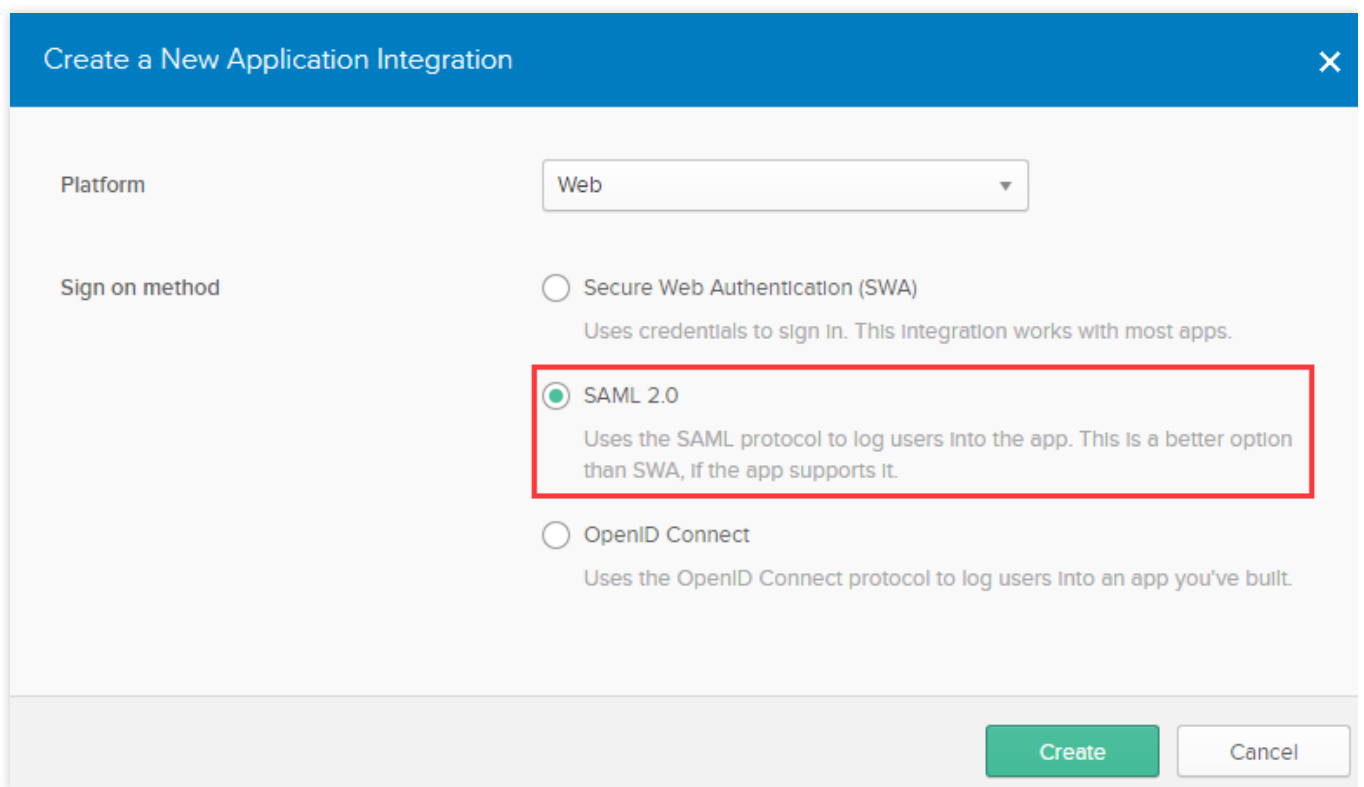 Create a New Application Integration
Platform
Web
Sign on method
Secure Web Authentication (SWA)
Uses credentials to sign in. This integration works with most apps.
SAML 2.0
Uses the SAML protocol to log users into the app. This is a better option
than SWA, if the app supports it.
OpenID Connect
Uses the OpenID Connect protocol to log users into an app you've built.
Create
Cancel